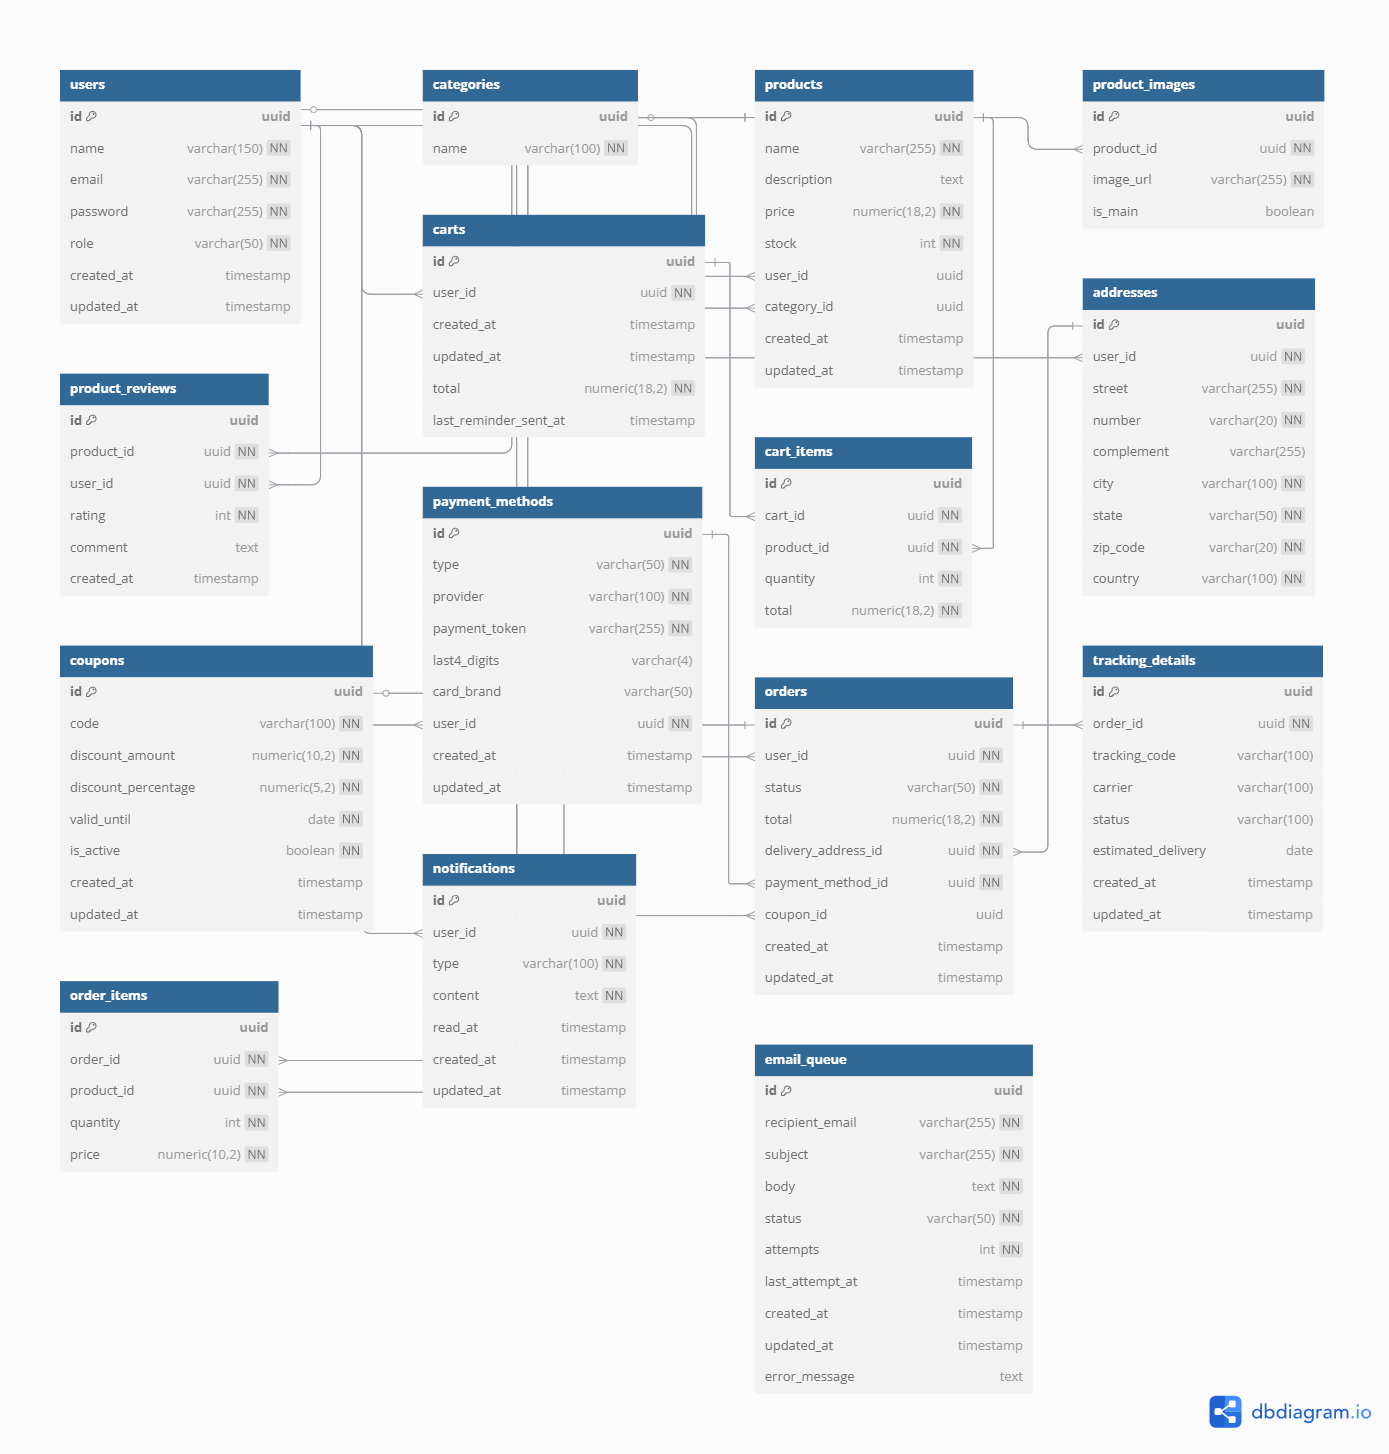 users
id uuid
name varchar(150) NN
email varchar(255) NN
password varchar(255) NN
role varchar(50) NN
created_at timestamp
updated_at timestamp
categories
id uuid
name varchar(100) NN
products
id uuid
name varchar(255) NN
description text
price numeric(18,2) NN
stock int NN
user_id uuid
category_id uuid
created_at timestamp
updated_at timestamp
product_images
id uuid
product_id uuid NN
image_url varchar(255) NN
is_main boolean
carts
id uuid
user_id uuid NN
created_at timestamp
updated_at timestamp
total numeric(18,2) NN
last_reminder_sent_at timestamp
addresses
id uuid
user_id uuid NN
street varchar(255) NN
number varchar(20) NN
complement varchar(255)
city varchar(100) NN
state varchar(50) NN
zip_code varchar(20) NN
country varchar(100) NN
product_reviews
id uuid
product_id uuid NN
user_id uuid NN
rating int NN
comment text
created_at timestamp
cart_items
id uuid
cart_id uuid NN
product_id uuid NN
quantity int NN
total numeric(18,2) NN
payment_methods
id uuid
type varchar(50) NN
provider varchar(100) NN
payment_token varchar(255) NN
last4_digits varchar(4)
card_brand varchar(50)
user_id uuid NN
created_at timestamp
updated_at timestamp
coupons
id uuid
code varchar(100) NN
discount_amount numeric(10,2) NN
discount_percentage numeric(5,2) NN
valid_until date NN
is_active boolean NN
created_at timestamp
updated_at timestamp
orders
id uuid
user_id uuid NN
status varchar(50) NN
total numeric(18,2) NN
delivery_address_id uuid NN
payment_method_id uuid NN
coupon_id uuid
created_at timestamp
updated_at timestamp
tracking_details
id uuid
order_id uuid NN
tracking_code varchar(100)
carrier varchar(100)
status varchar(100)
estimated_delivery date
created_at timestamp
updated_at timestamp
notifications
id uuid
user_id uuid NN
type varchar(100) NN
content text NN
read_at timestamp
created_at timestamp
updated_at timestamp
order_items
id uuid
order_id uuid NN
product_id uuid NN
quantity int NN
price numeric(10,2) NN
email_queue
id uuid
recipient_email varchar(255) NN
subject varchar(255) NN
body text NN
status varchar(50) NN
attempts int NN
last_attempt_at timestamp
created_at timestamp
updated_at timestamp
error_message text
dbdiagram.io